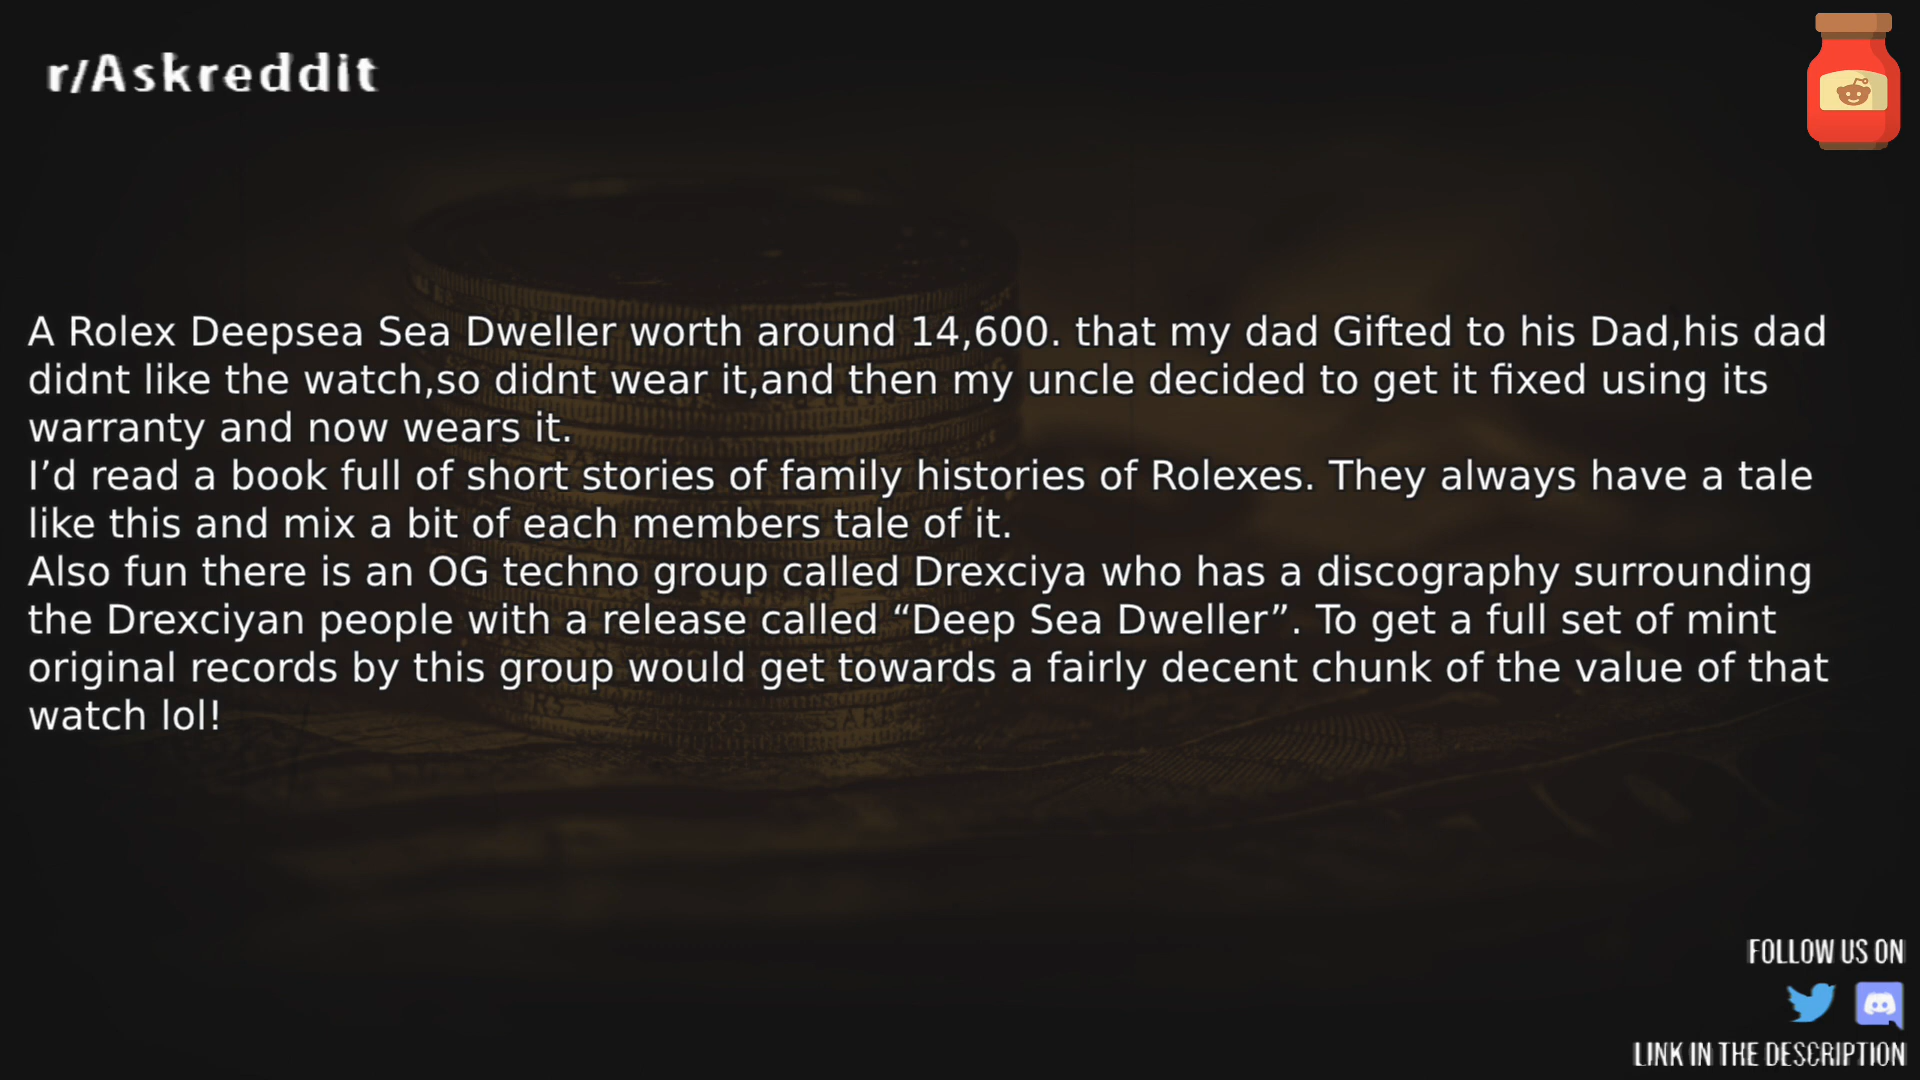 r/Askreddit
A Rolex Deepsea Sea Dweller worth around 14,600. that my dad Gifted to his Dad,his dad
didnt like the watch,so didnt wear it,and then my uncle decided to get it fixed using its
warranty and now wears it.
I’d read a book full of short stories of family histories of Rolexes. They always have a tale
like this and mix a bit of each members tale of it.
Also fun there is an OG techno group called Drexciya who has a discography surrounding
the Drexciyan people with a release called “Deep Sea Dweller”. To get a full set of mint
original records by this group would get towards a fairly decent chunk of the value of that
watch lol!
FOLLOW US ON
LINK IN THE DESCRIPTION